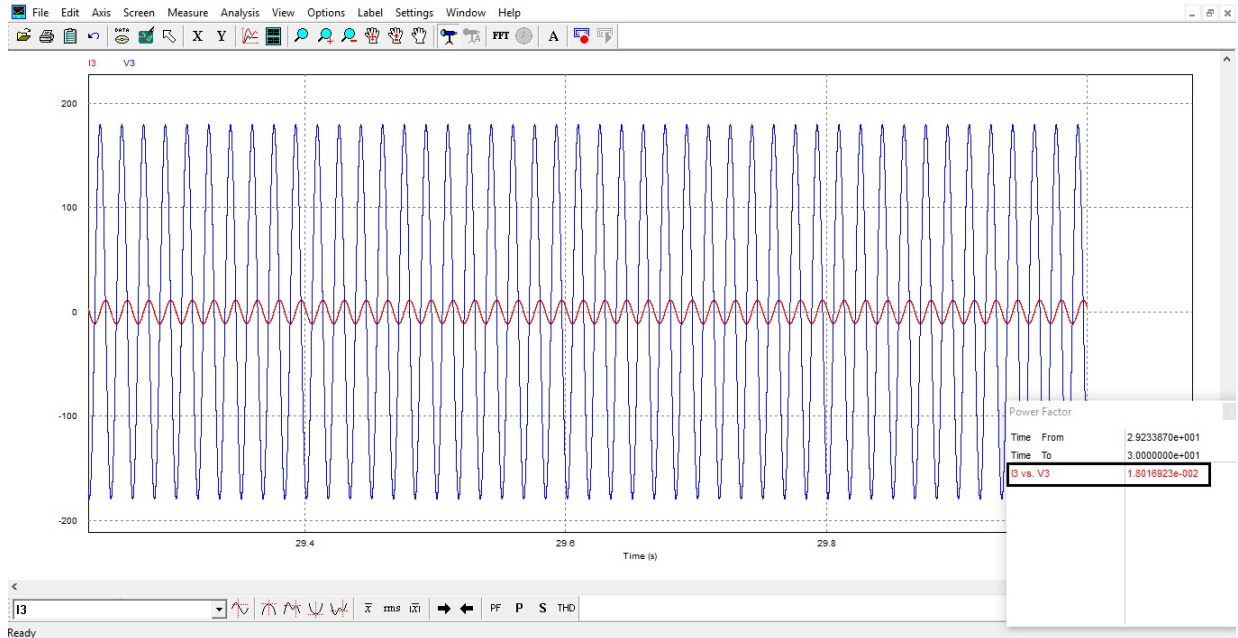 File Edit Axis Screen Measure Analysis View Options Label Settings Window Help
DATA X Y FFT A
I3 V3
200
100
0
-100
-200
29.4 29.6 29.8
Time (s)
Power Factor
Time From 2.9233870e+001
Time To 3.0000000e+001
I3 vs. V3 1.8016923e-002
I3 x rms |x| PF P S THD
Ready